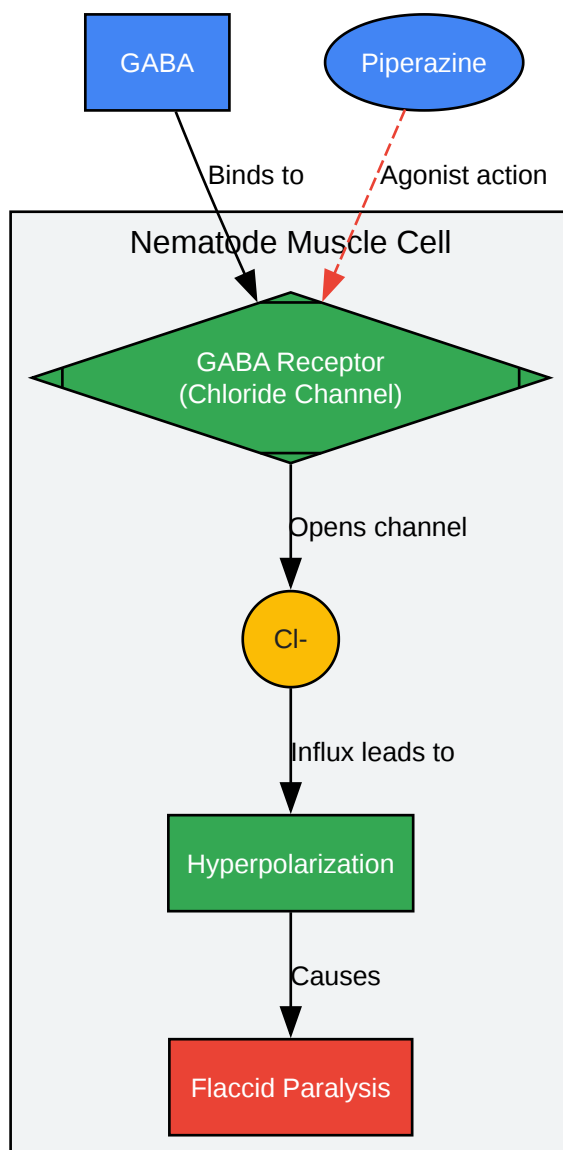 GABA
Piperazine
Binds to
Agonist action
Nematode Muscle Cell
GABA Receptor
(Chloride Channel)
Opens channel
Cl-
Influx leads to
Hyperpolarization
Causes
Flaccid Paralysis